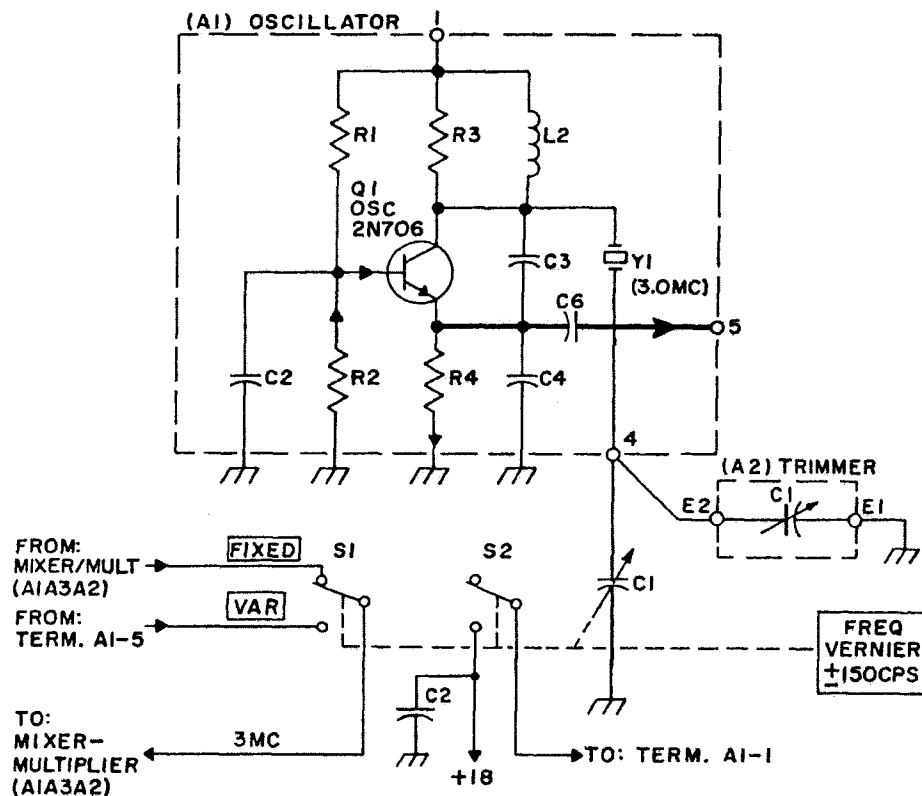 (A1) OSCILLATOR
1
R1
R3
L2
Q1
OSC
2N706
C3
Y1
(3.0MC)
C6
5
C2
R2
R4
C4
4
(A2) TRIMMER
C1
E2
E1
FROM:
MIXER/MULT
(A1A3A2)
FIXED
S1
S2
C1
FROM:
TERM. A1-5
VAR
FREQ
VERNIER
±150CPS
C2
TO:
MIXER-
MULTIPLIER
(A1A3A2)
3MC
+18
TO: TERM. A1-1